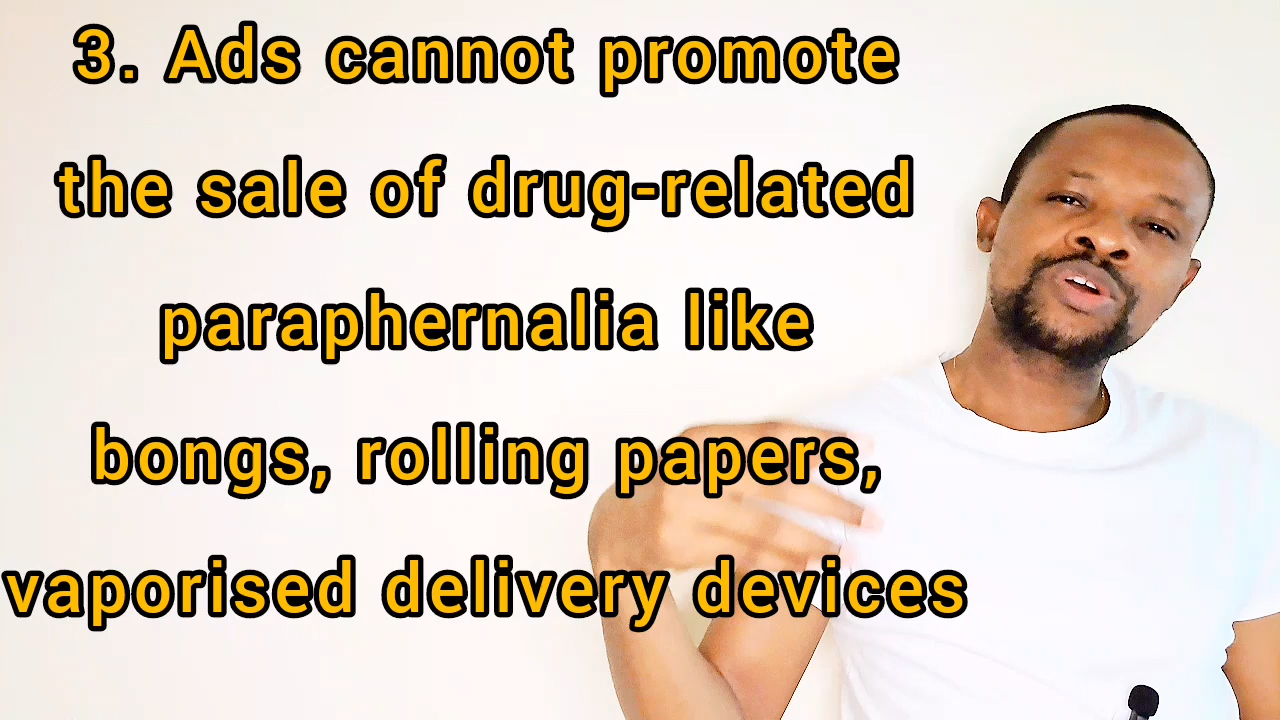 3. Ads cannot promote
the sale of drug-related
paraphernalia like
bongs, rolling papers,
vaporised delivery devices